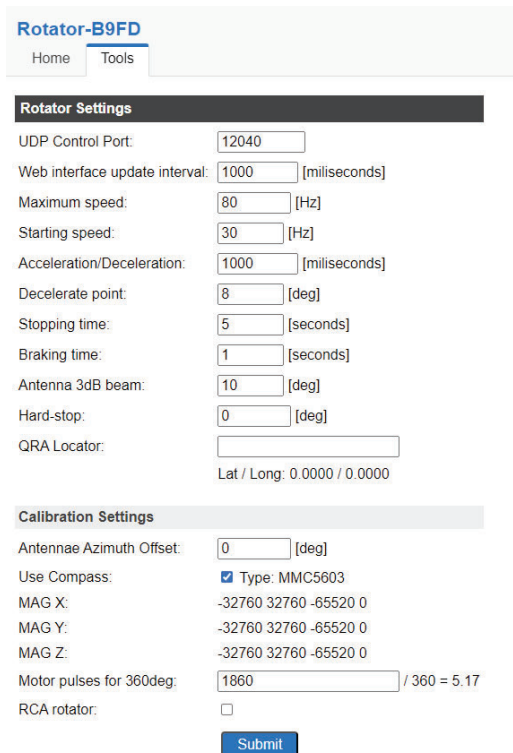 Rotator-B9FD
Home Tools
Rotator Settings
UDP Control Port: 12040
Web interface update interval: 1000 [miliseconds]
Maximum speed: 80 [Hz]
Starting speed: 30 [Hz]
Acceleration/Deceleration: 1000 [miliseconds]
Decelerate point: 8 [deg]
Stopping time: 5 [seconds]
Braking time: 1 [seconds]
Antenna 3dB beam: 10 [deg]
Hard-stop: 0 [deg]
QRA Locator:
Lat / Long: 0.0000 / 0.0000
Calibration Settings
Antennae Azimuth Offset: 0 [deg]
Use Compass: Type: MMC5603
MAG X: -32760 32760 -65520 0
MAG Y: -32760 32760 -65520 0
MAG Z: -32760 32760 -65520 0
Motor pulses for 360deg: 1860 / 360 = 5.17
RCA rotator:
Submit